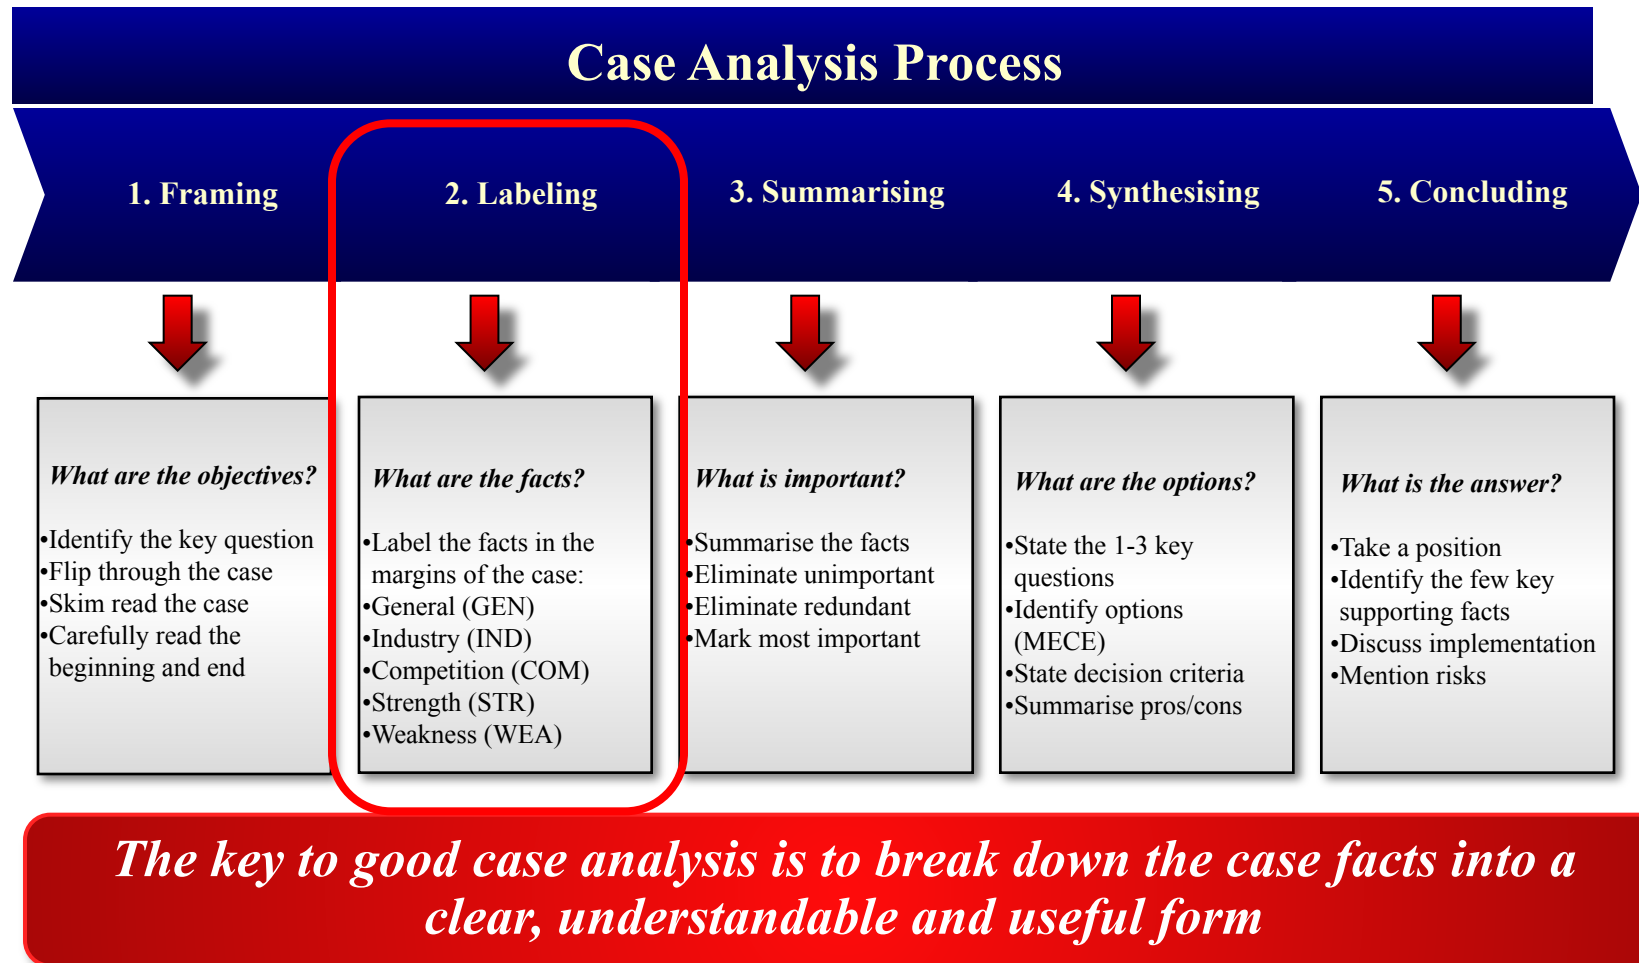 Case Analysis Process
1. Framing
2. Labeling
3. Summarising
4. Synthesising
5. Concluding
What are the objectives?
•Identify the key question
•Flip through the case
•Skim read the case
•Carefully read the
beginning and end
What are the facts?
•Label the facts in the
margins of the case:
•General (GEN)
•Industry (IND)
•Competition (COM)
•Strength (STR)
•Weakness (WEA)
What is important?
•Summarise the facts
•Eliminate unimportant
•Eliminate redundant
•Mark most important
What are the options?
•State the 1-3 key
questions
•Identify options
(MECE)
•State decision criteria
•Summarise pros/cons
What is the answer?
•Take a position
•Identify the few key
supporting facts
•Discuss implementation
•Mention risks
The key to good case analysis is to break down the case facts into a
clear, understandable and useful form